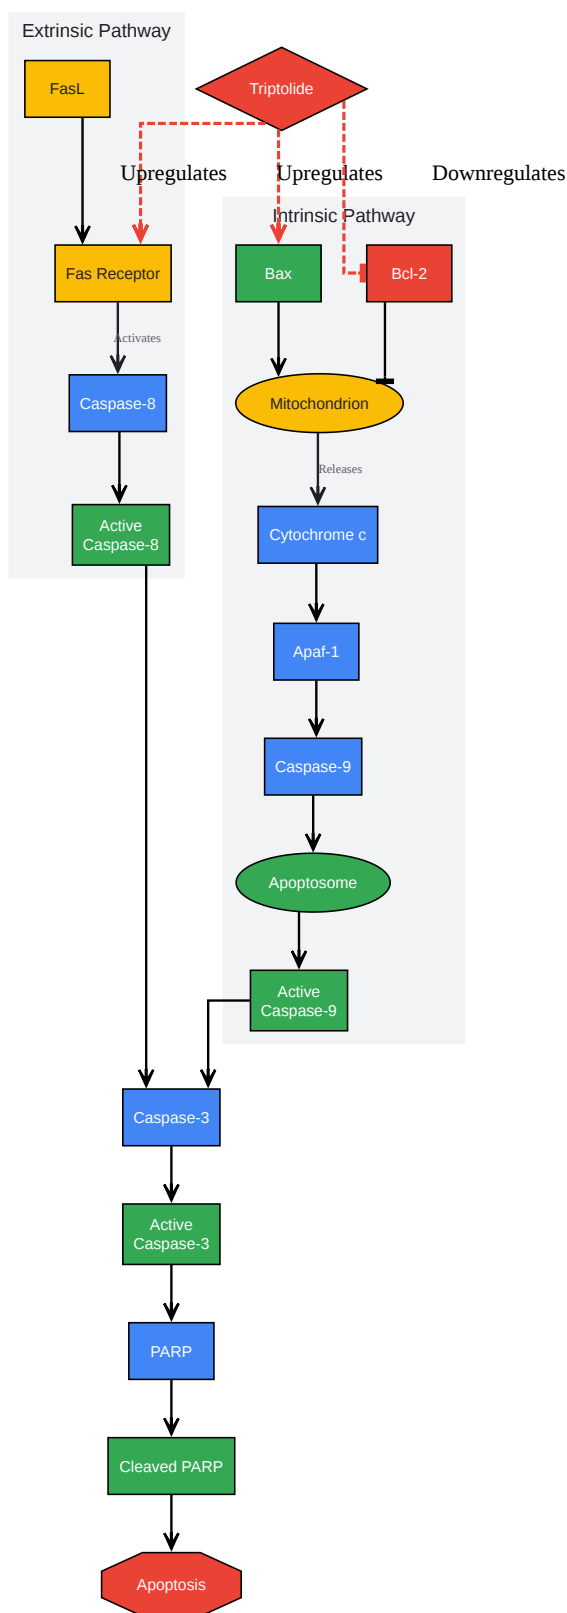 Extrinsic Pathway
FasL
Triptolide
Upregulates
Upregulates
Downregulates
Intrinsic Pathway
Fas Receptor
Bax
Bcl-2
Activates
Caspase-8
Mitochondrion
Releases
Active
Caspase-8
Cytochrome c
Apaf-1
Caspase-9
Apoptosome
Active
Caspase-9
Caspase-3
Active
Caspase-3
PARP
Cleaved PARP
Apoptosis